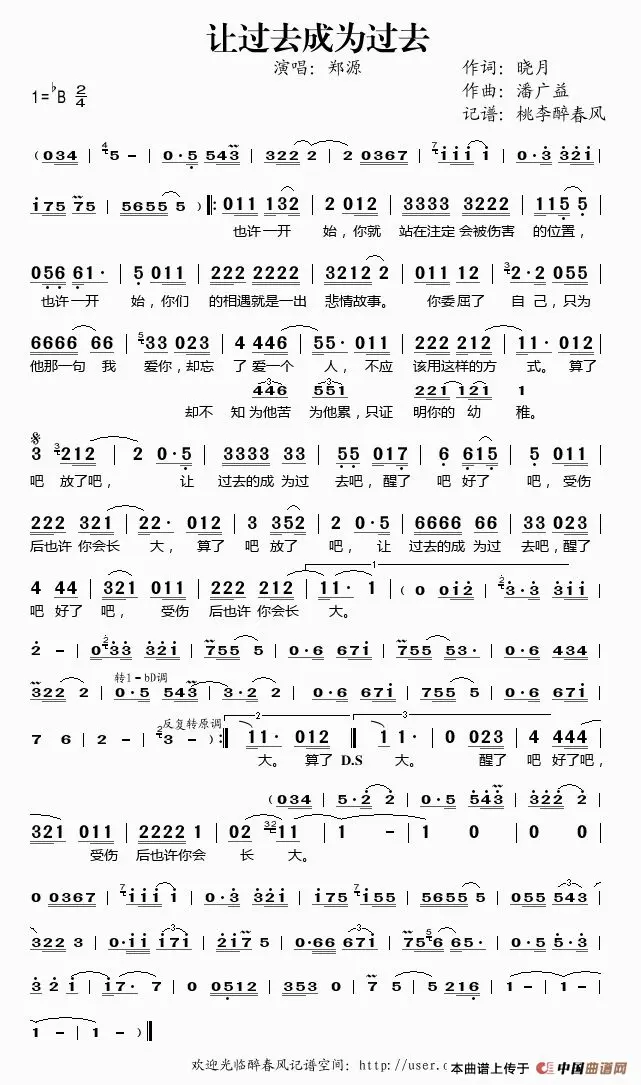 让过去成为过去
演唱：郑源
作词：晓月
1=♭B 2/4
作曲：潘广益
记谱：桃李醉春风
(034 | 5 - | 0·5 543 | 322 2 | 2 0367 | iii i | 0·3 32i |
i75 75 | 5655 5 ) ‖: 011 132 | 2 012 | 3333 3222 | 115 5 |
也许一开 始，你就 站在注定 会被伤害 的位置，
056 61· | 5 011 | 222 2222 | 3212 2 | 011 12 | 2·2 055 |
也许一开 始，你们 的相遇就是一出 悲情故事。 你委屈了 自 己，只为
6666 66 | 33 023 | 4 446 | 55· 011 | 222 212 | 11· 012 |
他那一句 我 爱你，却忘 了 爱一个 人，不应 该用这样的方 式。算了
446 551 221 121 1
却不 知 为他苦 为他累，只证 明你的 幼 稚。
3 212 | 2 0·5 | 3333 33 | 55 017 | 6 615 | 5 011 |
吧 放了吧， 让 过去的成 为过 去吧，醒了 吧 好了 吧，受伤
222 321 | 22· 012 | 3 352 | 2 0·5 | 6666 66 | 33 023 |
后也许 你会长 大，算了 吧 放了 吧，让 过去的成 为过 去吧，醒了
4 44 | 321 011 | 222 212 | 11· 1 | (0 0i2 | 3·3 3ii |
吧 好了 吧， 受伤 后也许 你会长 大。
2 - | 033 32i | 755 5 | 0·6 67i | 755 53· | 0·6 434 |
转1=bD调
322 2 | 0·5 543 | 3·2 2 | 0·6 67i | 755 5 | 0·6 67i |
反复转原调
7 6 | 2 - | 3 - ) :‖ 11· 012 ‖ 1 1· | 0 023 | 4 444 |
大。 算了 D.S 大。 醒了 吧 好了吧，
(034 | 5·2 2 | 0·5 543 | 322 2 |
321 011 | 2222 1 | 02 11 | 1 - | 1 0 | 0 0 |
受伤 后也许你会 长 大。
0 0367 | iii i | 0·3 32i | i75 i55 | 5655 5 | 055 543 |
322 3 | 0·ii i7i | 2i7 5 | 0·66 67i | 756 65· | 0·5 5·3 |
3 2 i | i7· 7 | 0 0512 | 353 0 | 7 5 | 5 216· |
1 - | 1 - ) ‖
欢迎光临醉春风记谱空间：http://user.q
本曲谱上传于
中国曲谱网